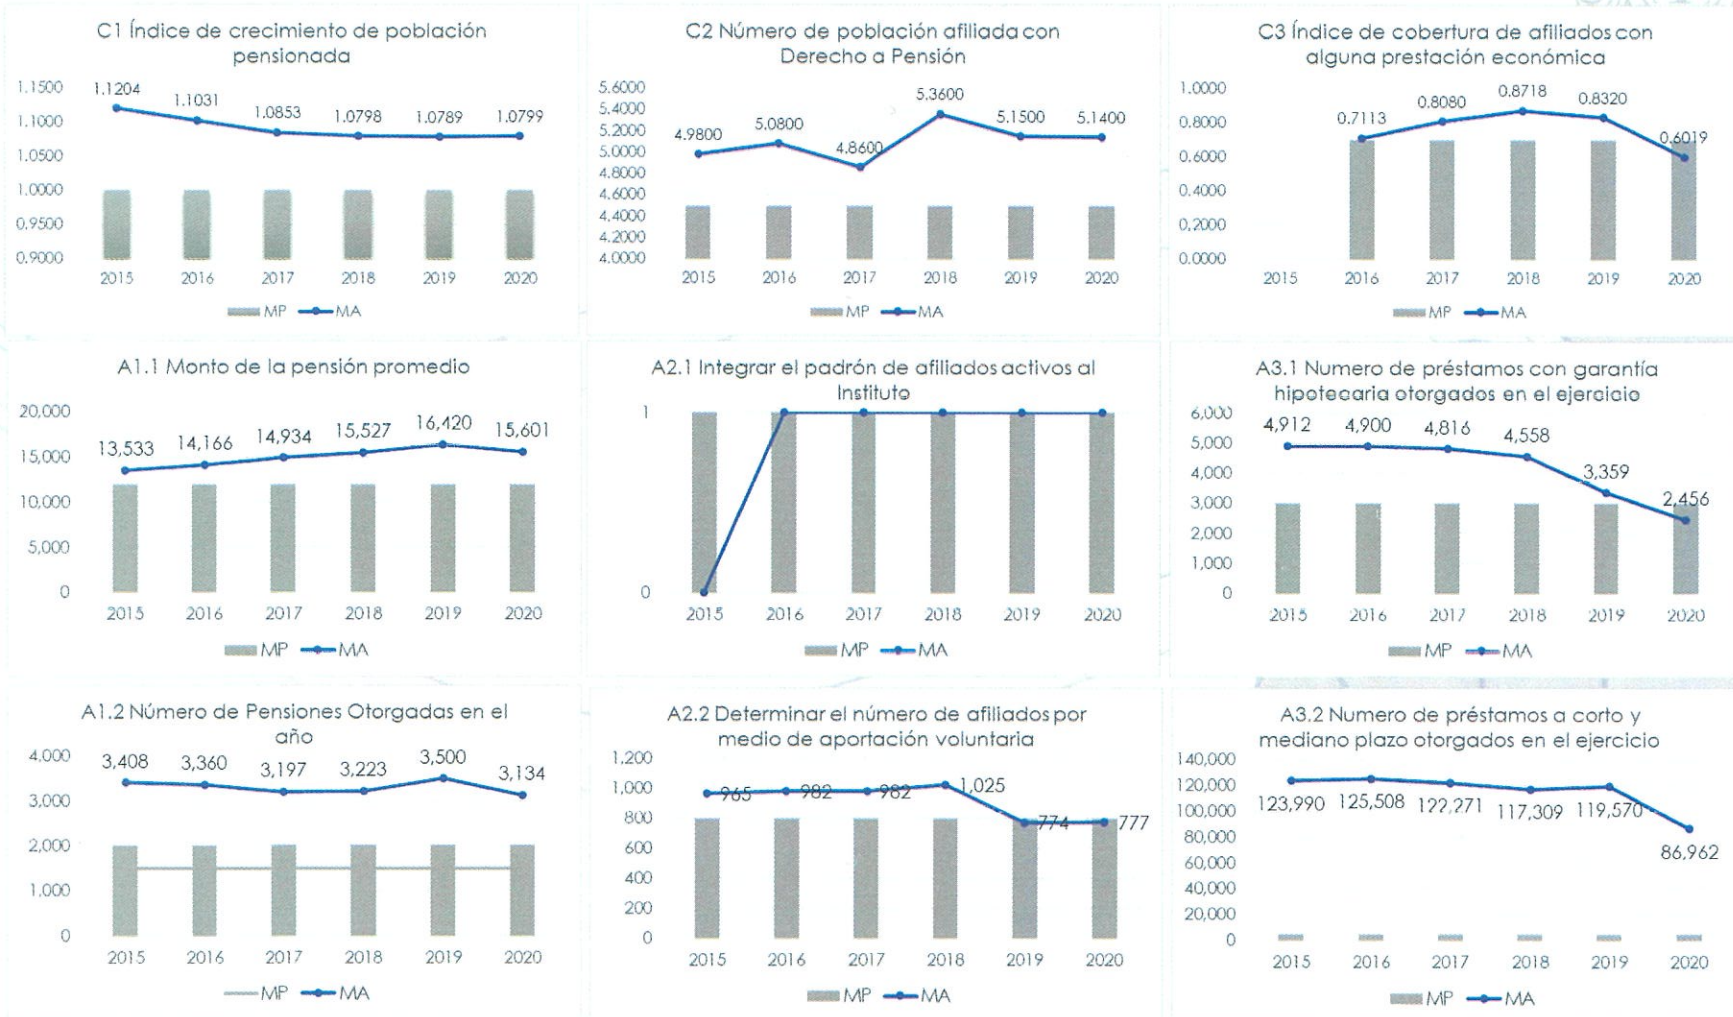 C1 Índice de crecimiento de población
pensionada
1.1500
1.1000
1.0500
1.0000
0.9500
0.9000
1.1204
1.1031
1.0853
1.0798
1.0789
1.0799
2015 2016 2017 2018 2019 2020
MP MA
C2 Número de población afiliada con
Derecho a Pensión
5.6000
5.4000
5.2000
5.0000
4.8000
4.6000
4.4000
4.2000
4.0000
4.9800
5.0800
4.8600
5.3600
5.1500
5.1400
2015 2016 2017 2018 2019 2020
MP MA
C3 Índice de cobertura de afiliados con
alguna prestación económica
1.0000
0.8000
0.6000
0.4000
0.2000
0.0000
0.7113
0.8080
0.8718
0.8320
0.6019
2015 2016 2017 2018 2019 2020
MP MA
A1.1 Monto de la pensión promedio
20,000
15,000
10,000
5,000
0
13,533
14,166
14,934
15,527
16,420
15,601
2015 2016 2017 2018 2019 2020
MP MA
A2.1 Integrar el padrón de afiliados activos al
Instituto
1
0
2015 2016 2017 2018 2019 2020
MP MA
A3.1 Numero de préstamos con garantía
hipotecaria otorgados en el ejercicio
6,000
5,000
4,000
3,000
2,000
1,000
0
4,912
4,900
4,816
4,558
3,359
2,456
2015 2016 2017 2018 2019 2020
MP MA
A1.2 Número de Pensiones Otorgadas en el
año
4,000
3,000
2,000
1,000
0
3,408
3,360
3,197
3,223
3,500
3,134
2015 2016 2017 2018 2019 2020
MP MA
A2.2 Determinar el número de afiliados por
medio de aportación voluntaria
1,200
1,000
800
600
400
200
0
965
982
982
1,025
774
777
2015 2016 2017 2018 2019 2020
MP MA
A3.2 Numero de préstamos a corto y
mediano plazo otorgados en el ejercicio
140,000
120,000
100,000
80,000
60,000
40,000
20,000
0
123,990
125,508
122,271
117,309
119,570
86,962
2015 2016 2017 2018 2019 2020
MP MA